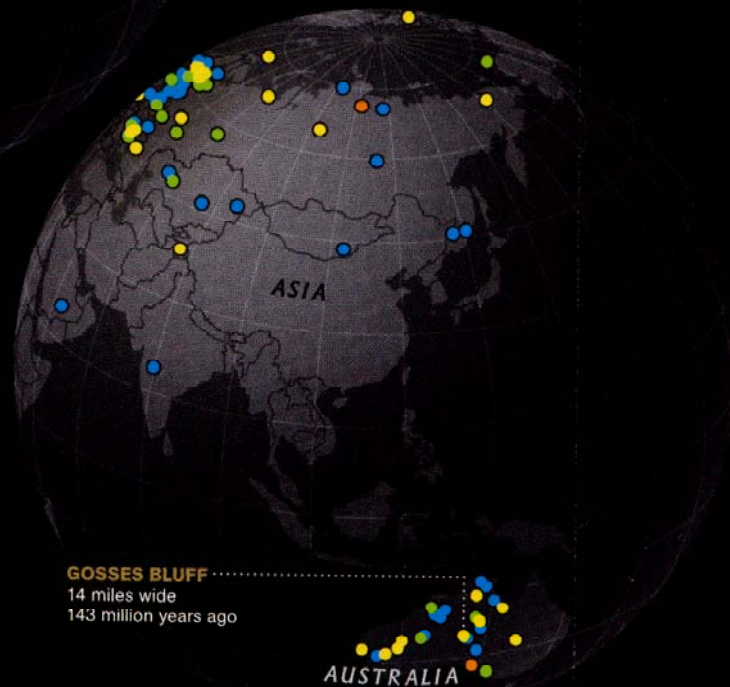 ASIA
GOSSES BLUFF
14 miles wide
143 million years ago
AUSTRALIA